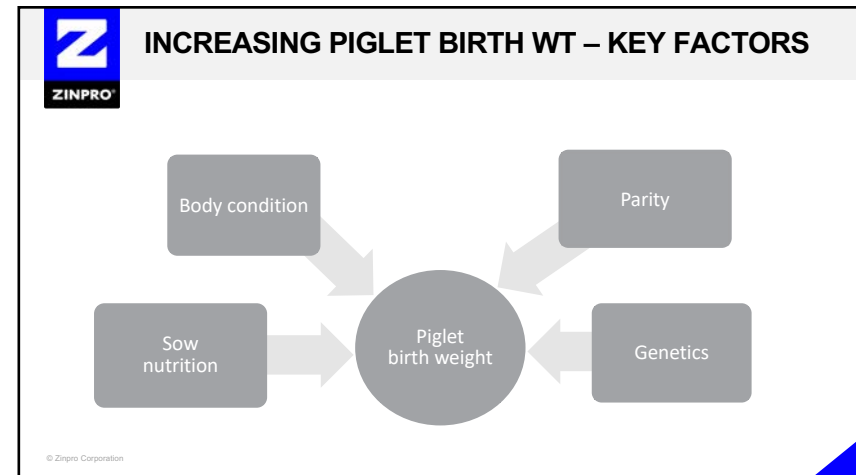 INCREASING PIGLET BIRTH WT – KEY FACTORS
Z
ZINPRO®
Body condition
Parity
Sow
nutrition
Piglet
birth weight
Genetics
© Zinpro Corporation